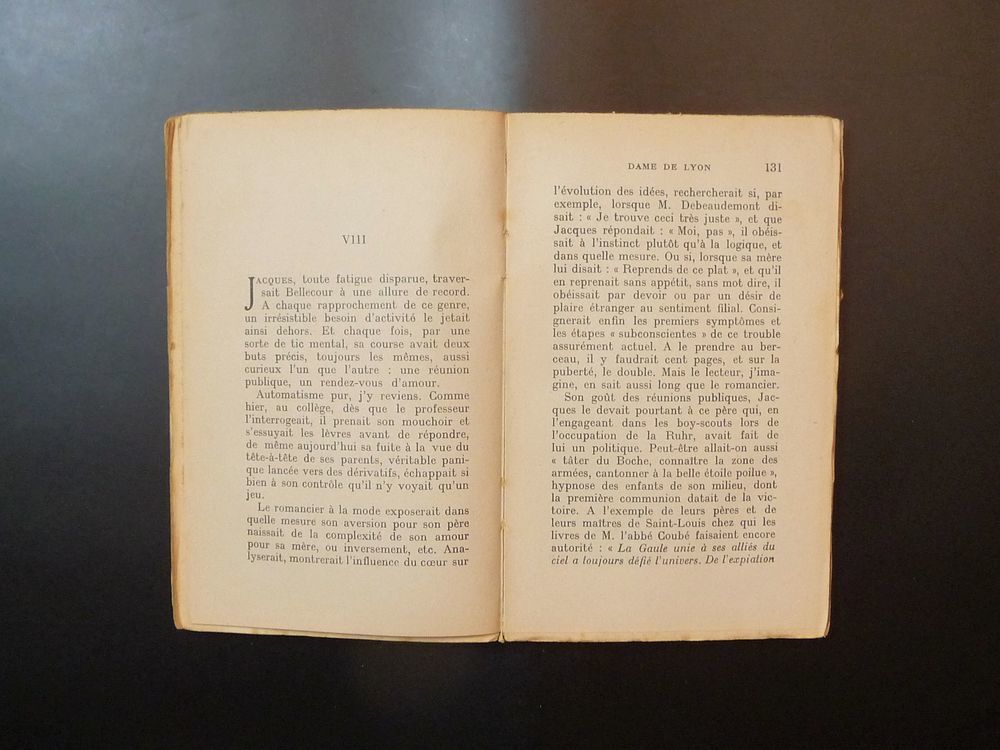 VIII
JACQUES, toute fatigue disparue, traver-
sait Bellecour à une allure de record.
A chaque rapprochement de ce genre,
un irrésistible besoin d'activité le jetait
ainsi dehors. Et chaque fois, par une
sorte de tic mental, sa course avait deux
buts précis, toujours les mêmes, aussi
curieux l'un que l'autre : une réunion
publique, un rendez-vous d'amour.
Automatisme pur, j'y reviens. Comme
hier, au collège, dès que le professeur
l'interrogeait, il prenait son mouchoir et
s'essuyait les lèvres avant de répondre,
de même aujourd'hui sa fuite à la vue du
tête-à-tête de ses parents, véritable pani-
que lancée vers des dérivatifs, échappait si
bien à son contrôle qu'il n'y voyait qu'un
jeu.
Le romancier à la mode exposerait dans
quelle mesure son aversion pour son père
naissait de la complexité de son amour
pour sa mère, ou inversement, etc. Ana-
lyserait, montrerait l'influence du cœur sur
DAME DE LYON 131
l'évolution des idées, rechercherait si, par
exemple, lorsque M. Debeaudemont di-
sait : « Je trouve ceci très juste », et que
Jacques répondait : « Moi, pas », il obéis-
sait à l'instinct plutôt qu'à la logique, et
dans quelle mesure. Ou si, lorsque sa mère
lui disait : « Reprends de ce plat », et qu'il
en reprenait sans appétit, sans mot dire, il
obéissait par devoir ou par un désir de
plaire étranger au sentiment filial. Consi-
gnerait enfin les premiers symptômes et
les étapes « subconscientes » de ce trouble
assurément actuel. A le prendre au ber-
ceau, il y faudrait cent pages, et sur la
puberté, le double. Mais le lecteur, j'ima-
gine, en sait aussi long que le romancier.
Son goût des réunions publiques, Jac-
ques le devait pourtant à ce père qui, en
l'engageant dans les boy-scouts lors de
l'occupation de la Ruhr, avait fait de
lui un politique. Peut-être allait-on aussi
« tâter du Boche, connaître la zone des
armées, cantonner à la belle étoile poilue »,
hypnose des enfants de son milieu, dont
la première communion datait de la vic-
toire. A l'exemple de leurs pères et de
leurs maîtres de Saint-Louis chez qui les
livres de M. l'abbé Coubé faisaient encore
autorité : « La Gaule unie à ses alliés du
ciel a toujours défié l'univers. De l'expiation